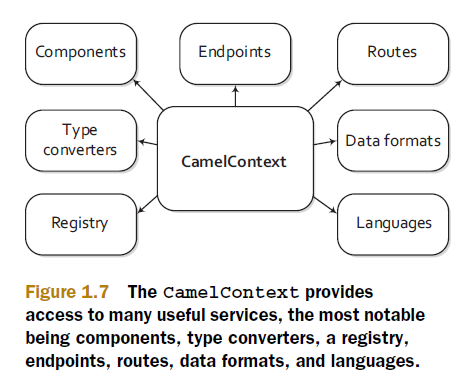 Components
Endpoints
Routes
Type
converters
CamelContext
Data formats
Registry
Languages
Figure 1.7 The CamelContext provides
access to many useful services, the most notable
being components, type converters, a registry,
endpoints, routes, data formats, and languages.